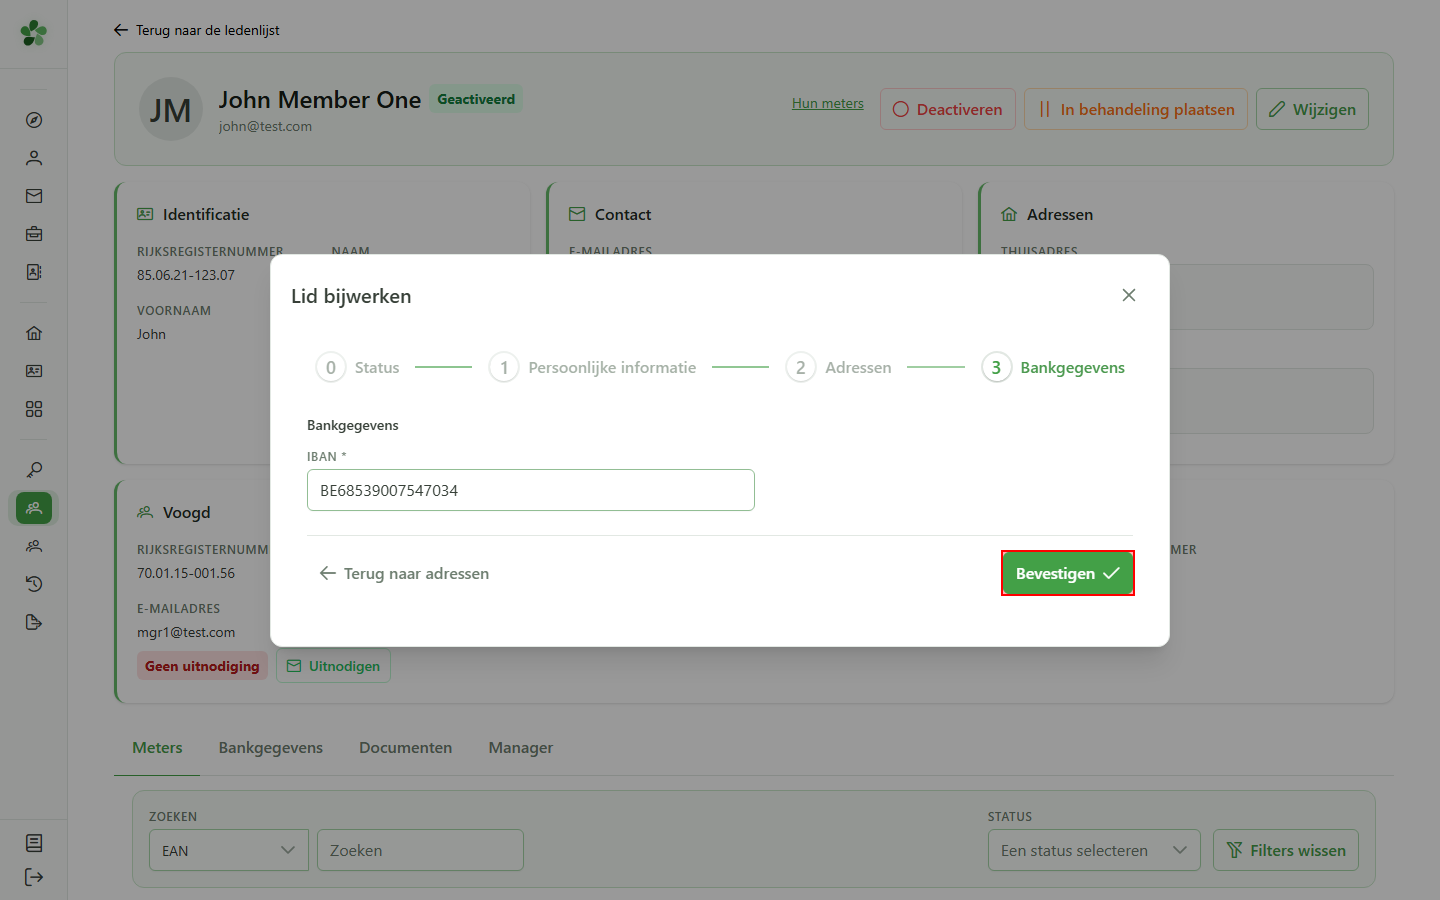 Terug naar de ledenlijst
JM
John Member One
Geactiveerd
john@test.com
Hun meters
Deactiveren
In behandeling plaatsen
Wijzigen
Identificatie
Contact
Adressen
RIJKSREGISTERNUMMER
NAAM
E-MAILADRES
THUISADRES
85.06.21-123.07
VOORNAAM
John
Lid bijwerken
0 Status
1 Persoonlijke informatie
2 Adressen
3 Bankgegevens
Bankgegevens
IBAN *
BE68539007547034
Terug naar adressen
Bevestigen
Voogd
RIJKSREGISTERNUMM
MER
70.01.15-001.56
E-MAILADRES
mgr1@test.com
Geen uitnodiging
Uitnodigen
Meters
Bankgegevens
Documenten
Manager
ZOEKEN
STATUS
EAN
Zoeken
Een status selecteren
Filters wissen